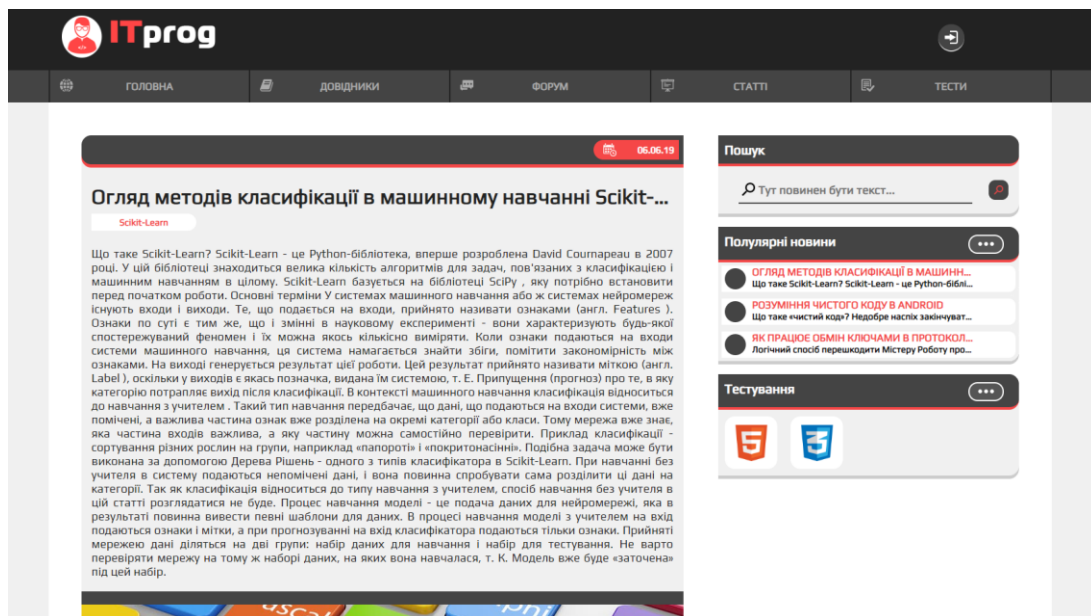 ITprog
ГОЛОВНА
ДОВІДНИКИ
ФОРУМ
СТАТТІ
ТЕСТИ
06.06.19
Огляд методів класифікації в машинному навчанні Scikit-...
Scikit-Learn
Що таке Scikit-Learn? Scikit-Learn - це Python-бібліотека, вперше розроблена David Cournapeau в 2007
році. У цій бібліотеці знаходиться велика кількість алгоритмів для задач, пов'язаних з класифікацією і
машинним навчанням в цілому. Scikit-Learn базується на бібліотеці SciPy , яку потрібно встановити
перед початком роботи. Основні терміни У системах машинного навчання або ж системах нейромереж
існують входи і виходи. Те, що подається на входи, прийнято називати ознаками (англ. Features ).
Ознаки по суті є тим же, що і змінні в науковому експерименті - вони характеризують будь-якої
спостережуваний феномен і їх можна якось кількісно виміряти. Коли ознаки подаються на входи
системи машинного навчання, ця система намагається знайти збіги, помітити закономірність між
ознаками. На виході генерується результат цієї роботи. Цей результат прийнято називати міткою (англ.
Label ), оскільки у виходів є якась позначка, видана їм системою, т. Е. Припущення (прогноз) про те, в яку
категорію потрапляє вихід після класифікації. В контексті машинного навчання класифікація відноситься
до навчання з учителем . Такий тип навчання передбачає, що дані, що подаються на входи системи, вже
помічені, а важлива частина ознак вже розділена на окремі категорії або класи. Тому мережа вже знає,
яка частина входів важлива, а яку частину можна самостійно перевірити. Приклад класифікації -
сортування різних рослин на групи, наприклад «папороті» і «покритонасінні». Подібна задача може бути
виконана за допомогою Дерева Рішень - одного з типів класифікатора в Scikit-Learn. При навчанні без
учителя в систему подаються непомічені дані, і вона повинна спробувати сама розділити ці дані на
категорії. Так як класифікація відноситься до типу навчання з учителем, спосіб навчання без учителя в
цій статті розглядатися не буде. Процес навчання моделі - це подача даних для нейромережі, яка в
результаті повинна вивести певні шаблони для даних. В процесі навчання моделі з учителем на вхід
подаються ознаки і мітки, а при прогнозуванні на вхід класифікатора подаються тільки ознаки. Прийняті
мережею дані діляться на дві групи: набір даних для навчання і набір для тестування. Не варто
перевіряти мережу на тому ж наборі даних, на яких вона навчалася, т. К. Модель вже буде «заточена»
під цей набір.
Пошук
Тут повинен бути текст...
Популярні новини
ОГЛЯД МЕТОДІВ КЛАСИФІКАЦІЇ В МАШИНН...
Що таке Scikit-Learn? Scikit-Learn - це Python-біблі...
РОЗУМІННЯ ЧИСТОГО КОДУ В ANDROID
Що таке «чистий код»? Недобре наспіх закінчуват...
ЯК ПРАЦЮЄ ОБМІН КЛЮЧАМИ В ПРОТОКОЛ...
Логічний спосіб перешкодити Містеру Роботу про...
Тестування
5
3